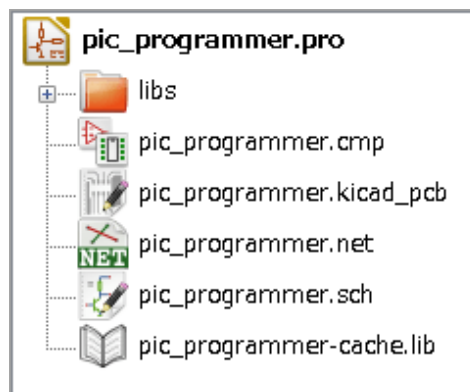 pic_programmer.pro
libs
pic_programmer.cmp
pic_programmer.kicad_pcb
pic_programmer.net
NET
pic_programmer.sch
pic_programmer-cache.lib